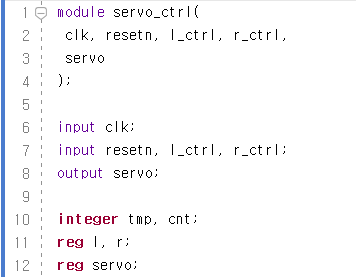 1 module servo_ctrl(
2 clk, resetn, l_ctrl, r_ctrl,
3 servo
4 );
5
6 input clk;
7 input resetn, l_ctrl, r_ctrl;
8 output servo;
9
10 integer tmp, cnt;
11 reg l, r;
12 reg servo;